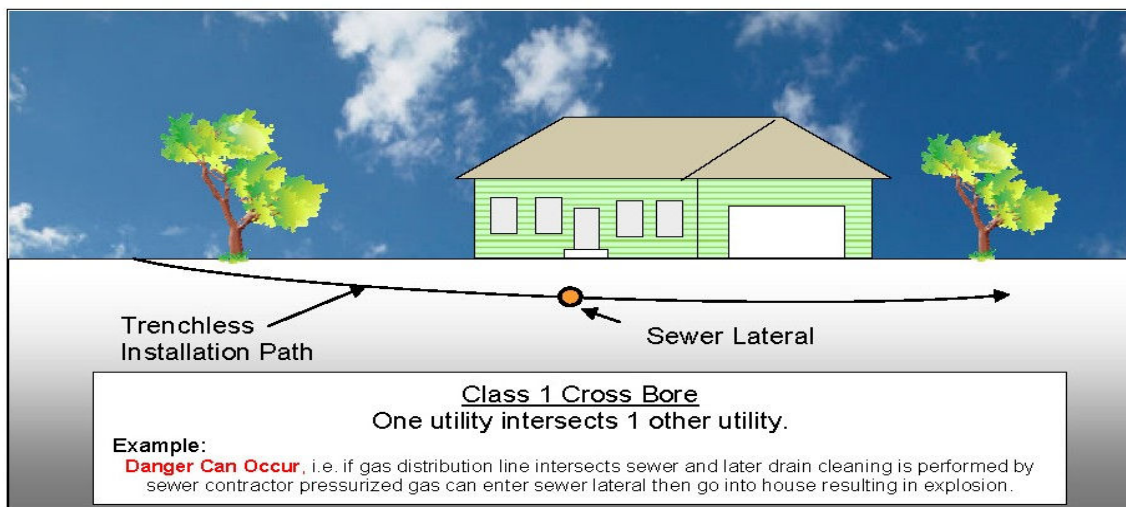 Trenchless
Installation Path
Sewer Lateral
Class 1 Cross Bore
One utility intersects 1 other utility.
Example:
Danger Can Occur, i.e. if gas distribution line intersects sewer and later drain cleaning is performed by
sewer contractor pressurized gas can enter sewer lateral then go into house resulting in explosion.